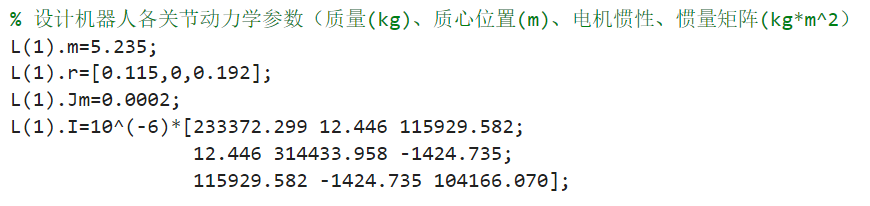 % 设计机器人各关节动力学参数（质量(kg)、质心位置(m)、电机惯性、惯量矩阵(kg*m^2）
L(1).m=5.235;
L(1).r=[0.115,0,0.192];
L(1).Jm=0.0002;
L(1).I=10^(-6)*[233372.299 12.446 115929.582;
12.446 314433.958 -1424.735;
115929.582 -1424.735 104166.070];